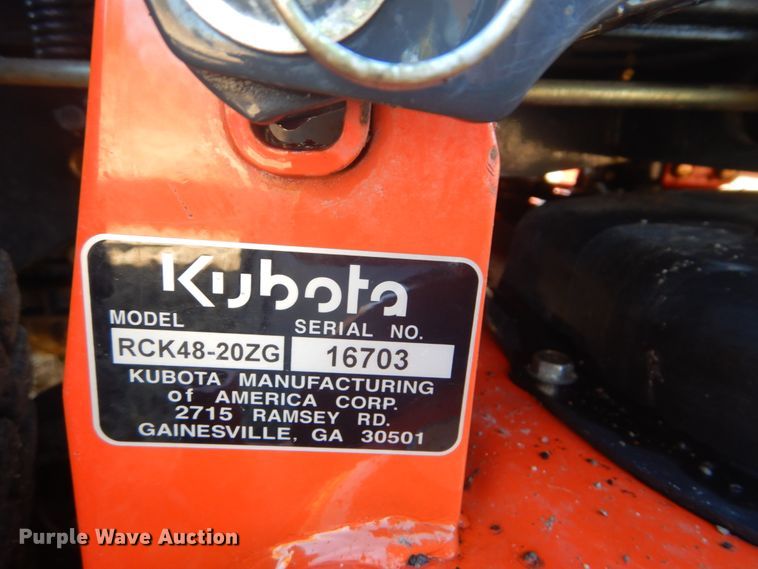 Kubota
MODEL SERIAL NO.
RCK48-20ZG 16703
KUBOTA MANUFACTURING
of AMERICA CORP.
2715 RAMSEY RD.
GAINESVILLE, GA 30501
Purple Wave Auction